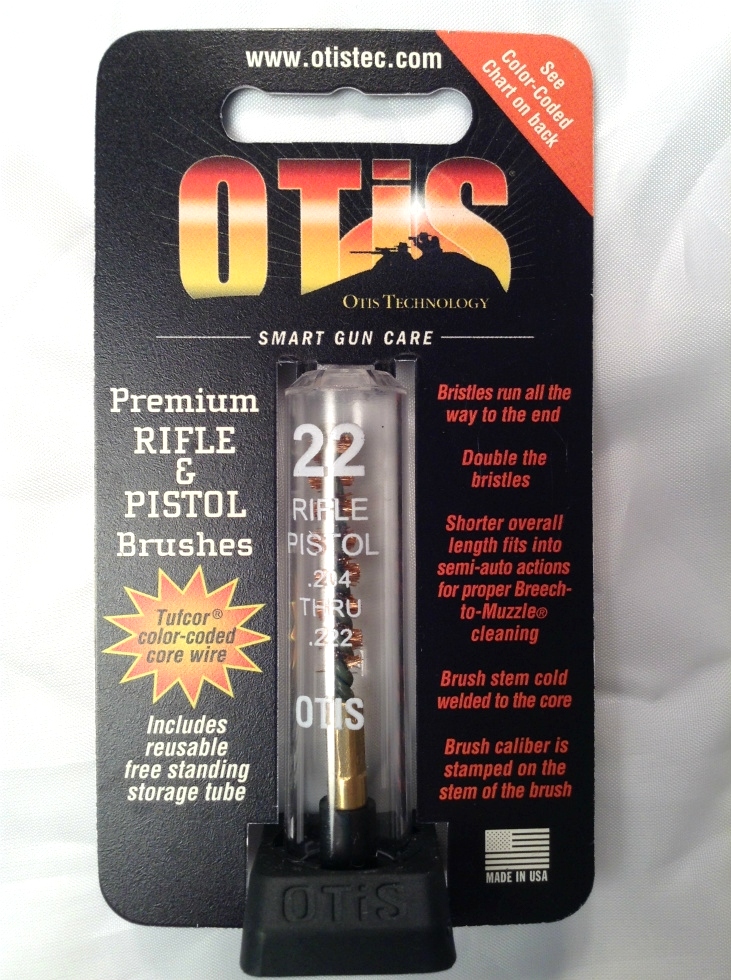 www.otistec.com
See
Color-Coded
Chart on back
OTiS
OTIS TECHNOLOGY
SMART GUN CARE
Premium
RIFLE
&
PISTOL
Brushes
Tufcor®
color-coded
core wire
Includes
reusable
free standing
storage tube
22
RIFLE
PISTOL
.204
THRU
.222
OTIS
Bristles run all the
way to the end
Double the
bristles
Shorter overall
length fits into
semi-auto actions
for proper Breech-
to-Muzzle®
cleaning
Brush stem cold
welded to the core
Brush caliber is
stamped on the
stem of the brush
MADE IN USA
OTiS